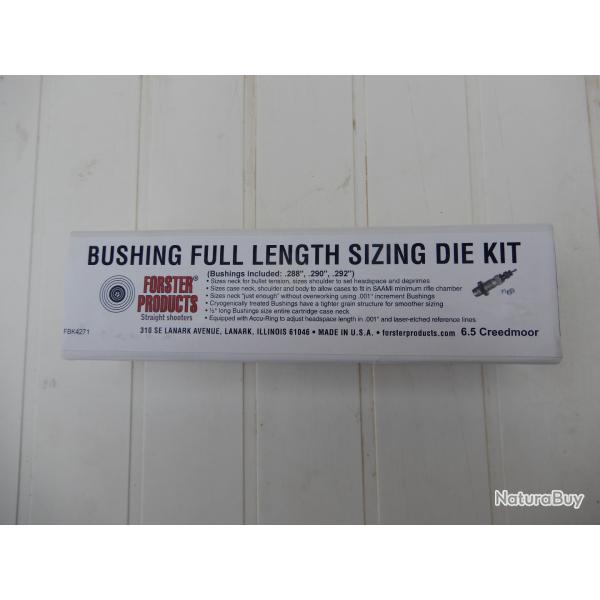 BUSHING FULL LENGTH SIZING DIE KIT
FORSTER®
PRODUCTS
Straight shooters
(Bushings included: .288", .290", .292")
• Sizes neck for bullet tension, sizes shoulder to set headspace and deprimes
• Sizes case neck, shoulder and body to allow cases to fit in SAAMI minimum rifle chamber
• Sizes neck "just enough" without overworking using .001" increment Bushings
• Cryogenically treated Bushings have a tighter grain structure for smoother sizing
• ½" long Bushings size entire cartridge case neck
• Equipped with Accu-Ring to adjust headspace length in .001" and laser-etched reference lines
FBK4271
310 SE LANARK AVENUE, LANARK, ILLINOIS 61046 • MADE IN U.S.A. • forsterproducts.com
6.5 Creedmoor
NaturaBuy